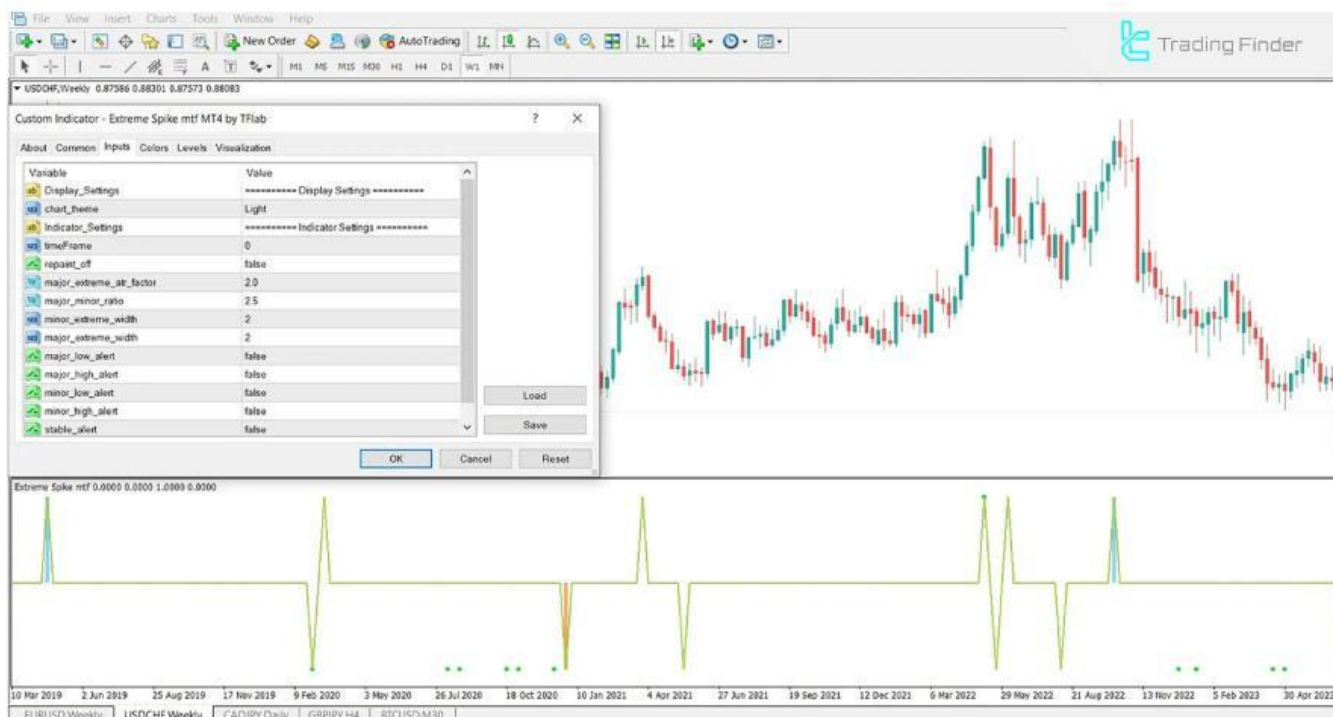 File View Insert Charts Tools Window Help
New Order AutoTrading
Trading Finder
A T M1 M5 M15 M30 H1 H4 D1 W1 MN
USDCHF,Weekly 0.87586 0.88301 0.87573 0.88083
Custom Indicator - Extreme Spike mtf MT4 by TFlab ? ×
About Common Inputs Colors Levels Visualization
Variable Value
ab Display_Settings ========== Display Settings ==========
123 chart_theme Light
ab Indicator_Settings ========== Indicator Settings ==========
123 timeFrame 0
repaint_off false
major_extreme_atr_factor 2.0
major_minor_ratio 2.5
123 minor_extreme_width 2
123 major_extreme_width 2
major_low_alert false
major_high_alert false
minor_low_alert false
minor_high_alert false
stable_alert false
Load
Save
OK Cancel Reset
Extreme Spike mtf 0.0000 0.0000 1.0000 0.0000
10 Mar 2019 2 Jun 2019 25 Aug 2019 17 Nov 2019 9 Feb 2020 3 May 2020 26 Jul 2020 18 Oct 2020 10 Jan 2021 4 Apr 2021 27 Jun 2021 19 Sep 2021 12 Dec 2021 6 Mar 2022 29 May 2022 21 Aug 2022 13 Nov 2022 5 Feb 2023 30 Apr 2023
EURUSD,Weekly USDCHF,Weekly CADJPY,Daily GBPJPY,H4 BTCUSD,M30